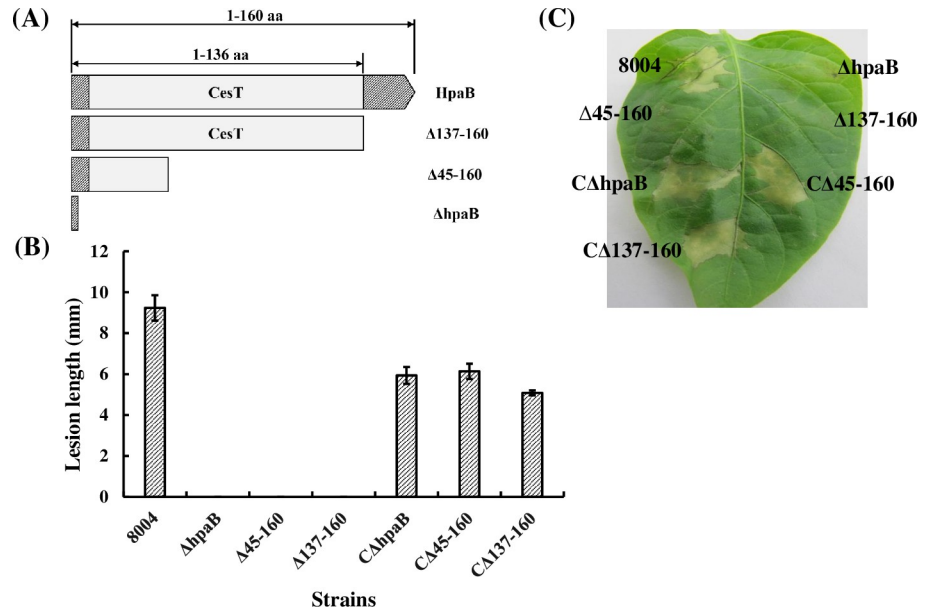 (A)
1-160 aa
1-136 aa
CesT HpaB
CesT Δ137-160
Δ45-160
ΔhpaB
(B)
12
10
8
6
4
2
0
Lesion length (mm)
8004 ΔhpaB Δ45-160 Δ137-160 CΔhpaB CΔ45-160 CΔ137-160
Strains
(C)
8004 ΔhpaB
Δ45-160 Δ137-160
CΔhpaB CΔ45-160
CΔ137-160